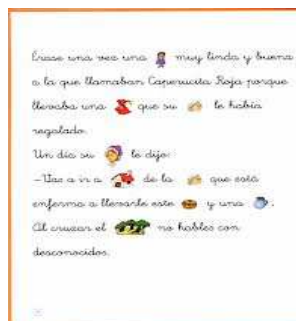 Érase una vez una muy linda y buena
a la que llamaban Caperucita Roja porque
llevaba una que su le había
regalado.
Un día su le dijo:
-Vas a ir a de la que está
enferma a llevarle este y una .
Al cruzar el no hables con
desconocidos.